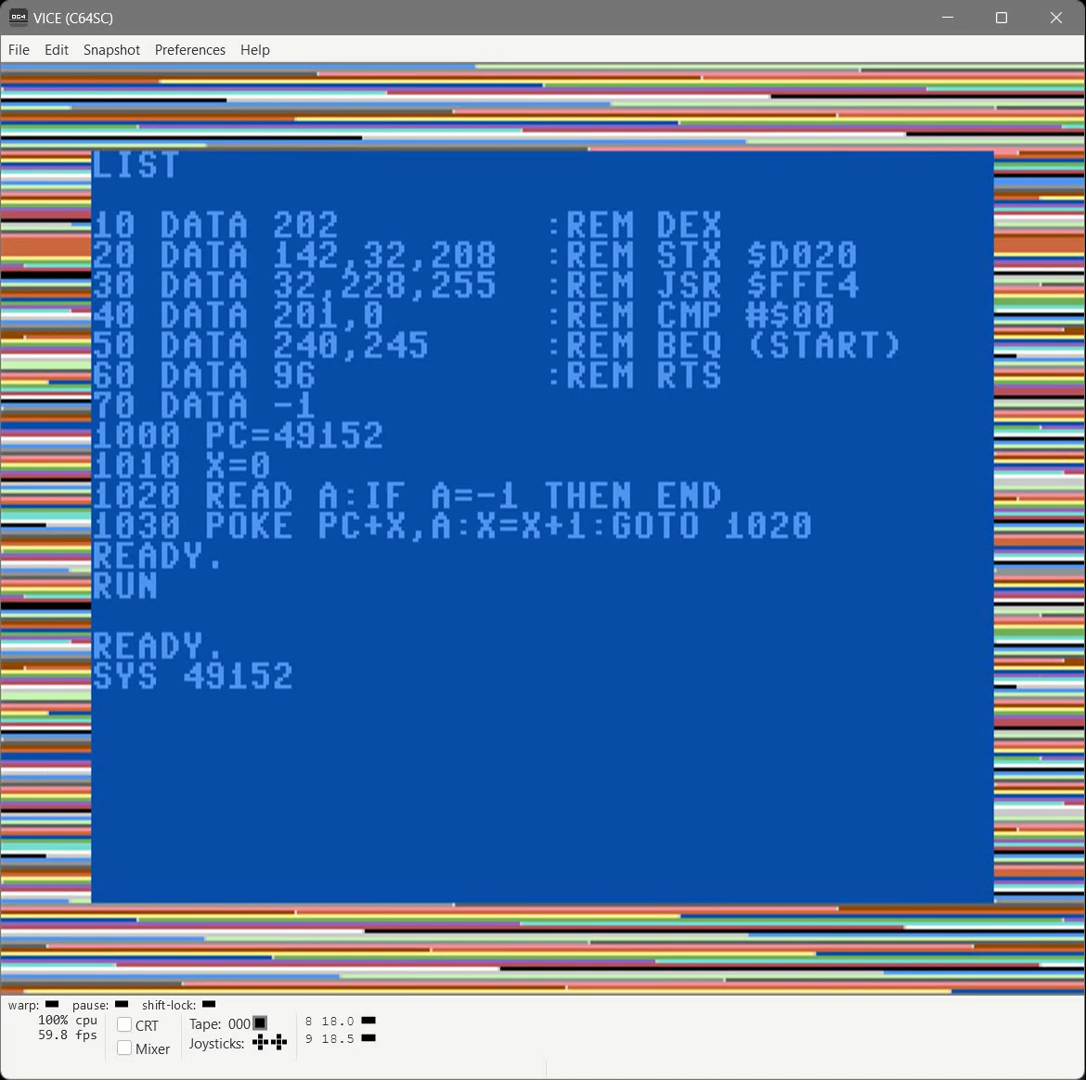 VICE (C64SC)
File Edit Snapshot Preferences Help
LIST
10 DATA 202 :REM DEX
20 DATA 142,32,208 :REM STX $D020
30 DATA 32,228,255 :REM JSR $FFE4
40 DATA 201,0 :REM CMP #$00
50 DATA 240,245 :REM BEQ (START)
60 DATA 96 :REM RTS
70 DATA -1
1000 PC=49152
1010 X=0
1020 READ A:IF A=-1 THEN END
1030 POKE PC+X,A:X=X+1:GOTO 1020
READY.
RUN
READY.
SYS 49152
warp: pause: shift-lock:
100% cpu
59.8 fps
CRT
Mixer
Tape: 000
Joysticks:
8 18.0
9 18.5